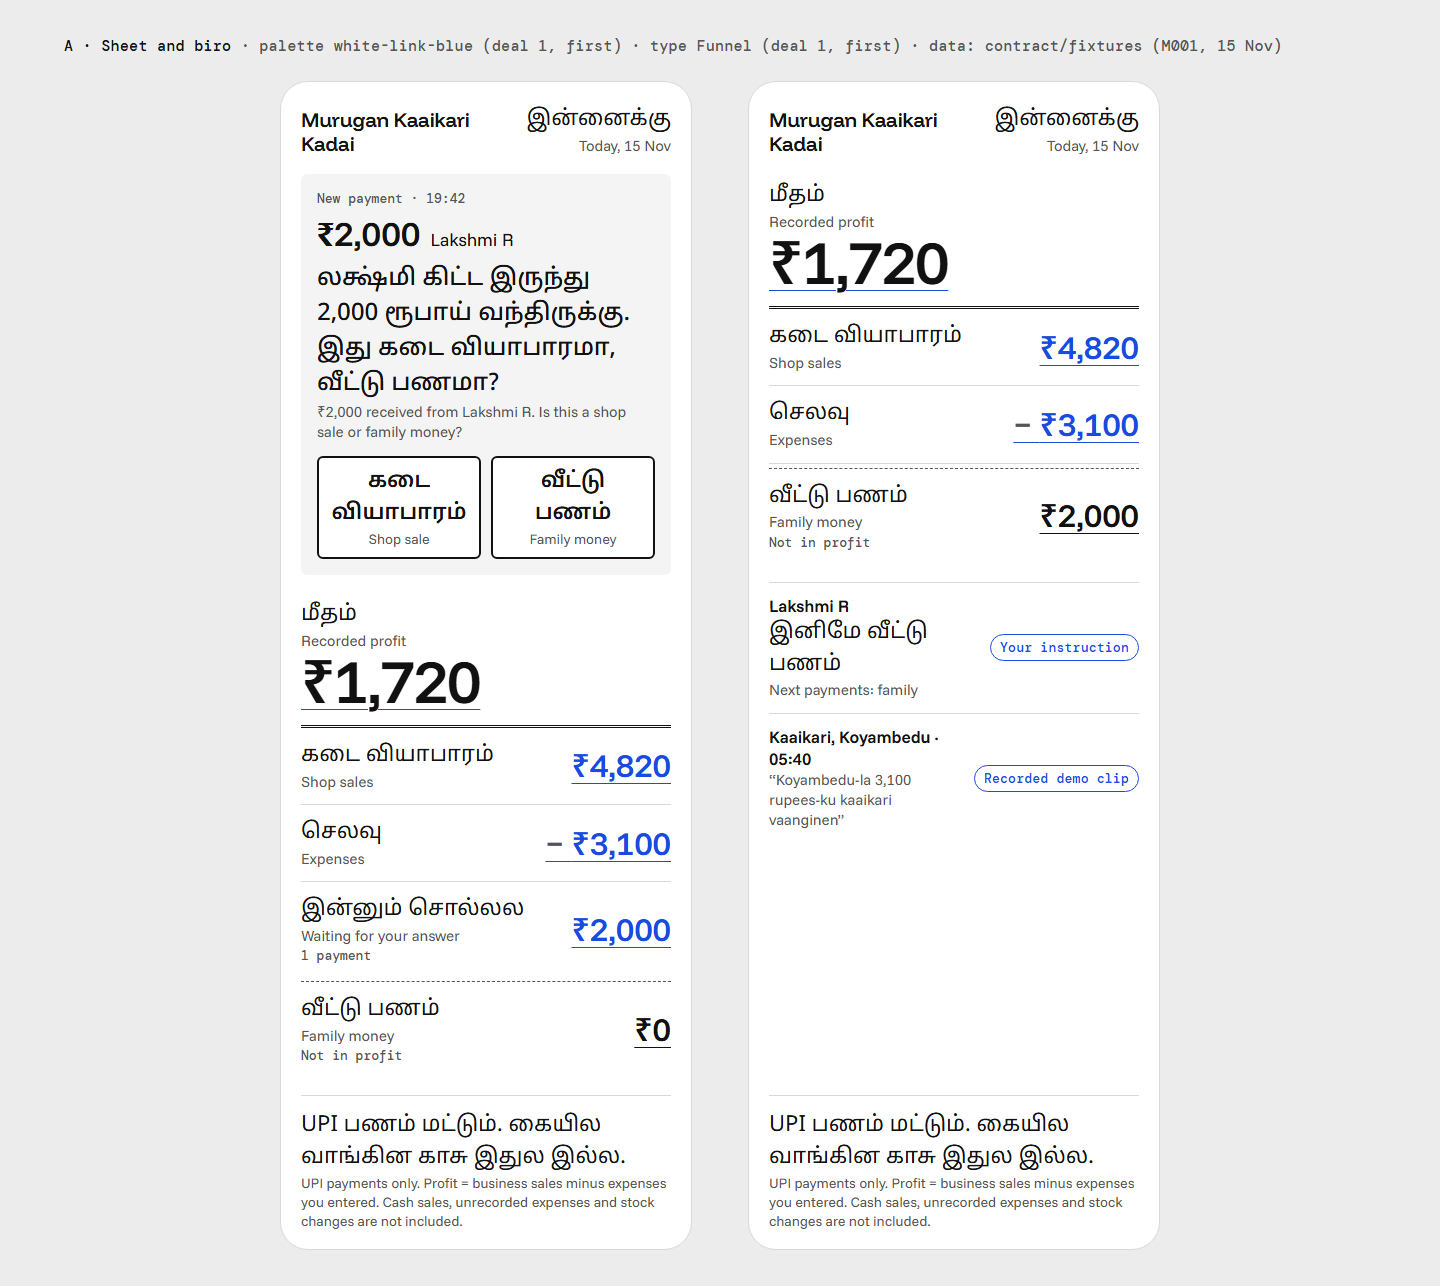 A · Sheet and biro · palette white-link-blue (deal 1, first) · type Funnel (deal 1, first) · data: contract/fixtures (M001, 15 Nov)
Murugan Kaaikari
Kadai
இன்னைக்கு
Today, 15 Nov
New payment · 19:42
₹2,000 Lakshmi R
லக்ஷ்மி கிட்ட இருந்து
2,000 ரூபாய் வந்திருக்கு.
இது கடை வியாபாரமா,
வீட்டு பணமா?
₹2,000 received from Lakshmi R. Is this a shop
sale or family money?
கடை
வியாபாரம்
Shop sale
வீட்டு
பணம்
Family money
மீதம்
Recorded profit
₹1,720
கடை வியாபாரம்
Shop sales
₹4,820
செலவு
Expenses
– ₹3,100
இன்னும் சொல்லல
Waiting for your answer
1 payment
₹2,000
வீட்டு பணம்
Family money
Not in profit
₹0
UPI பணம் மட்டும். கையில
வாங்கின காசு இதுல இல்ல.
UPI payments only. Profit = business sales minus expenses
you entered. Cash sales, unrecorded expenses and stock
changes are not included.
Murugan Kaaikari
Kadai
இன்னைக்கு
Today, 15 Nov
மீதம்
Recorded profit
₹1,720
கடை வியாபாரம்
Shop sales
₹4,820
செலவு
Expenses
– ₹3,100
வீட்டு பணம்
Family money
Not in profit
₹2,000
Lakshmi R
இனிமே வீட்டு
பணம்
Next payments: family
Your instruction
Kaaikari, Koyambedu ·
05:40
“Koyambedu-la 3,100
rupees-ku kaaikari
vaanginen”
Recorded demo clip
UPI பணம் மட்டும். கையில
வாங்கின காசு இதுல இல்ல.
UPI payments only. Profit = business sales minus expenses
you entered. Cash sales, unrecorded expenses and stock
changes are not included.